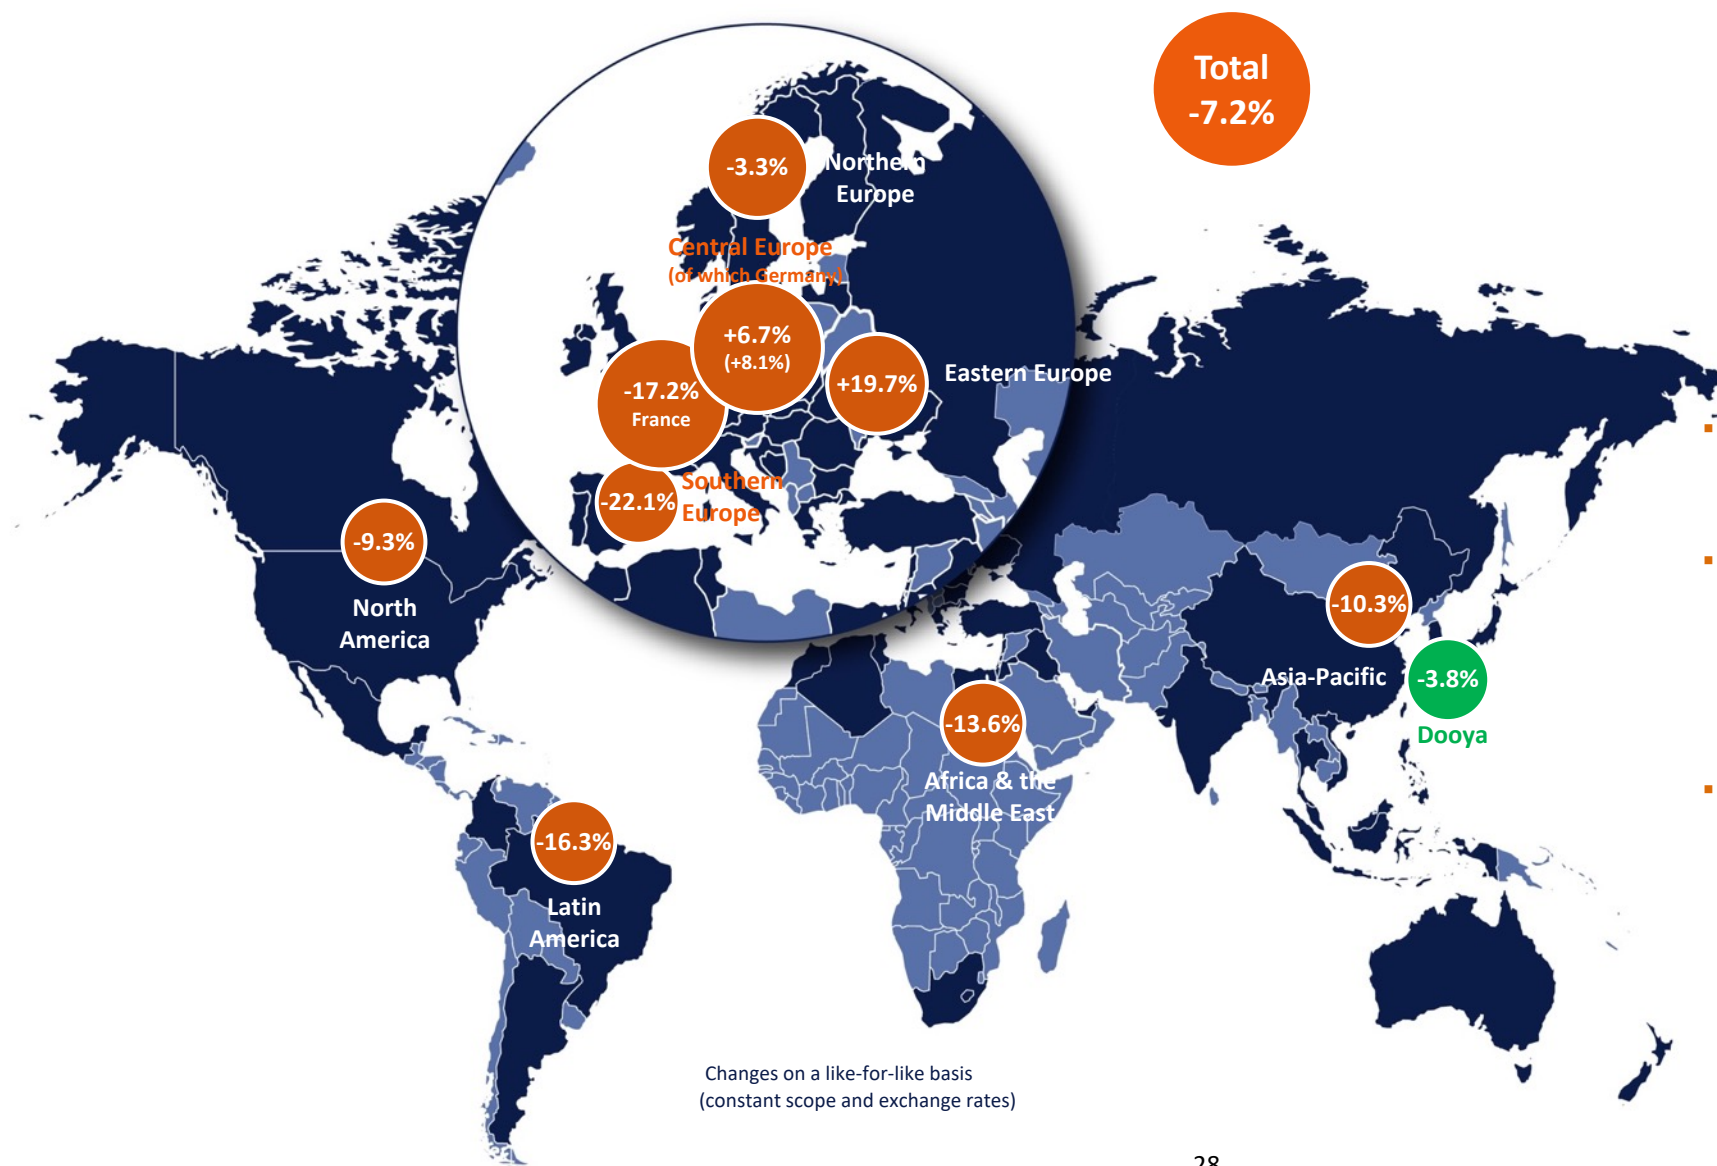 Total
-7.2%
-3.3%
Northern
Europe
Central Europe
(of which Germany)
+6.7%
(+8.1%)
-17.2%
France
+19.7%
Eastern Europe
-22.1%
Southern
Europe
-9.3%
North
America
-10.3%
Asia-Pacific
-3.8%
Dooya
-13.6%
Africa & the
Middle East
-16.3%
Latin
America
Changes on a like-for-like basis
(constant scope and exchange rates)
28